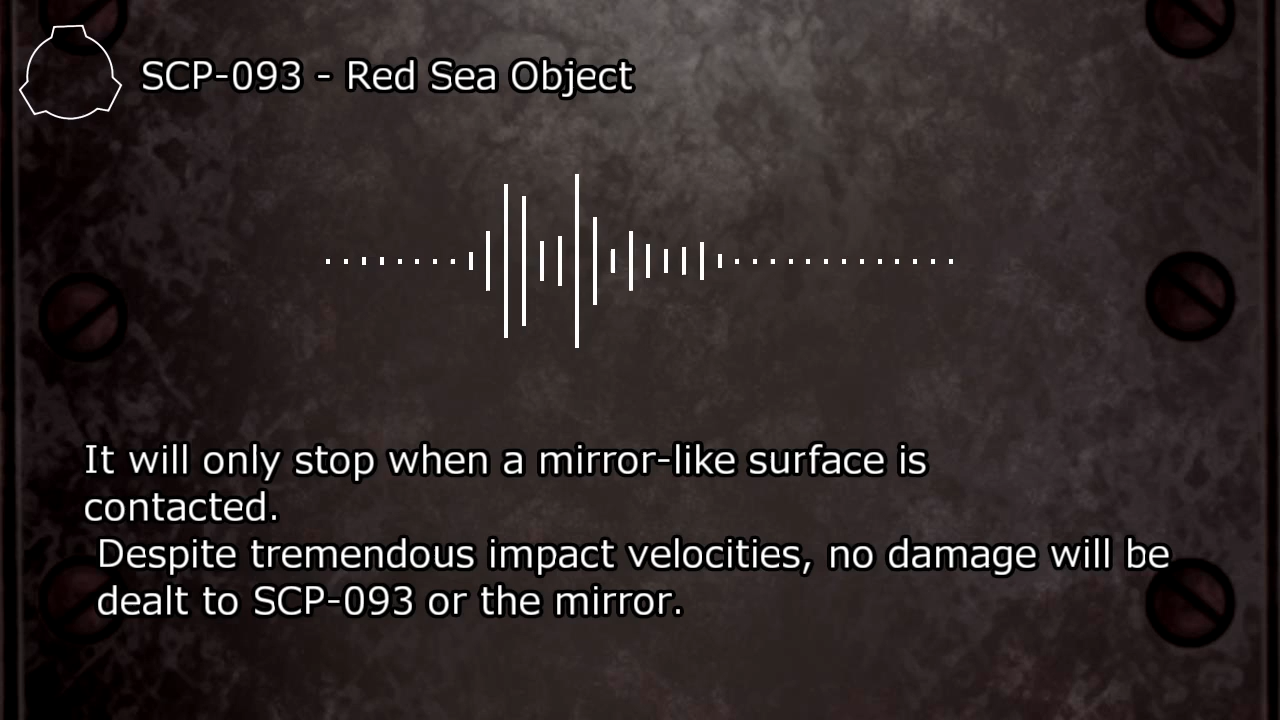 SCP-093 - Red Sea Object
It will only stop when a mirror-like surface is
contacted.
Despite tremendous impact velocities, no damage will be
dealt to SCP-093 or the mirror.